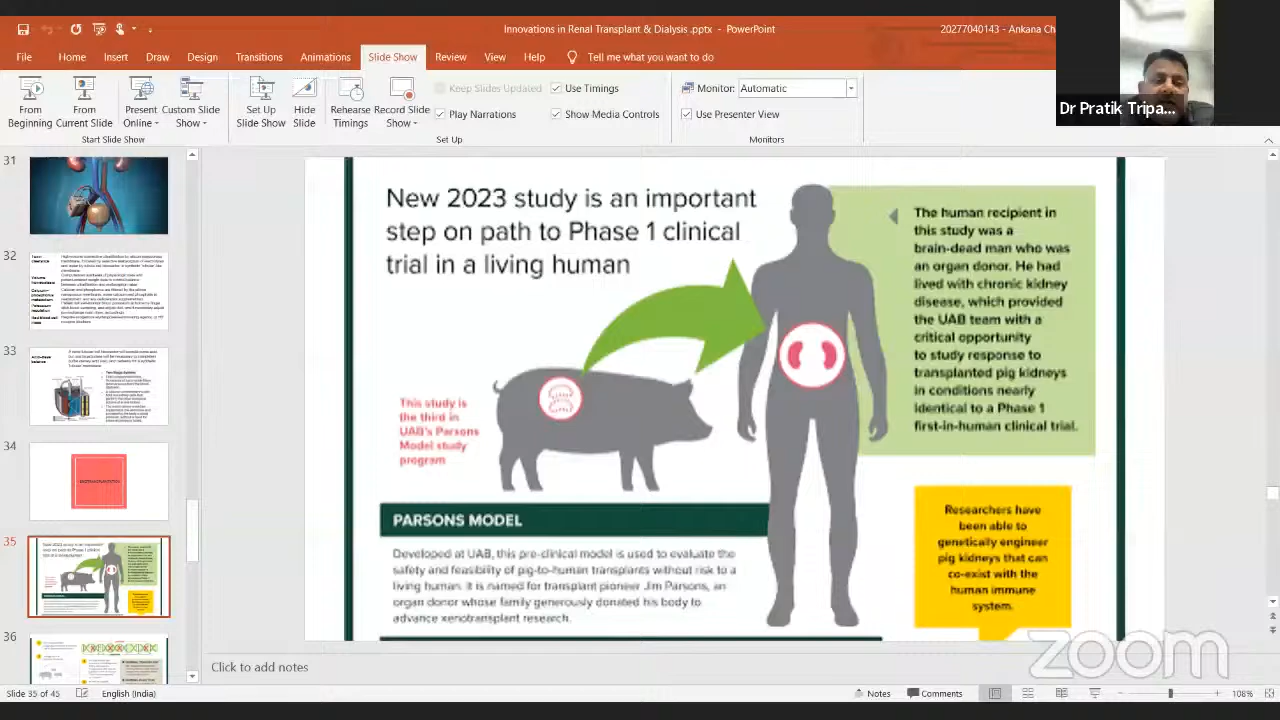 Innovations in Renal Transplant & Dialysis .pptx - PowerPoint
20277040143 - Ankana Ch
File Home Insert Draw Design Transitions Animations Slide Show Review View Help Tell me what you want to do
From Beginning
From Current Slide
Present Online
Custom Slide Show
Start Slide Show
Set Up Slide Show
Hide Slide
Rehearse Timings
Record Slide Show
Keep Slides Updated
Play Narrations
Use Timings
Show Media Controls
Set Up
Monitor: Automatic
Use Presenter View
Monitors
Dr Pratik Tripa...
31
32
33
34
35
36
New 2023 study is an important
step on path to Phase 1 clinical
trial in a living human
The human recipient in
this study was a
brain-dead man who was
an organ donor. He had
lived with chronic kidney
disease, which provided
the UAB team with a
critical opportunity
to study response to
transplanted pig kidneys
in conditions nearly
identical to a Phase 1
first-in-human clinical trial.
This study is
the third in
UAB's Parsons
Model study
program
PARSONS MODEL
Developed at UAB, this pre-clinical model is used to evaluate the
safety and feasibility of pig-to-human transplants without risk to a
living human. It is named for transplant pioneer Jim Parsons, an
organ donor whose family generously donated his body to
advance xenotransplant research.
Researchers have
been able to
genetically engineer
pig kidneys that can
co-exist with the
human immune
system.
zoom
Click to add notes
Slide 35 of 45 English (India) Notes Comments 108%